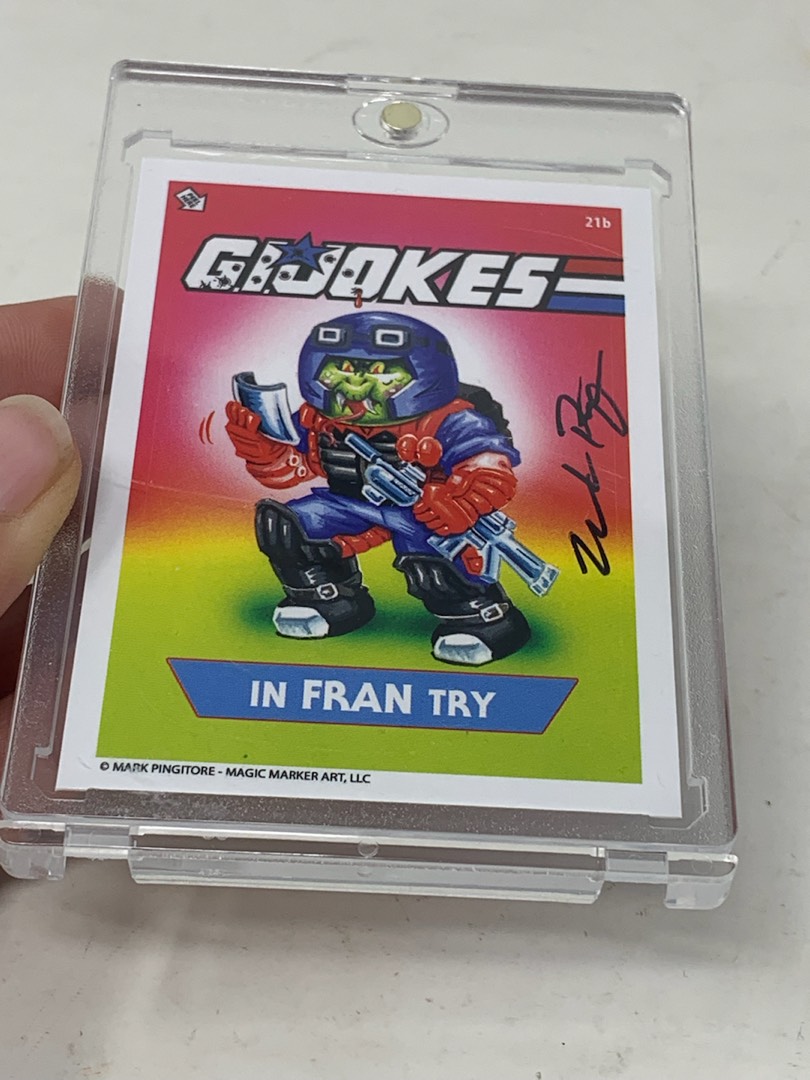 21b
G.I. JOKES
IN FRAN TRY
© MARK PINGITORE - MAGIC MARKER ART, LLC